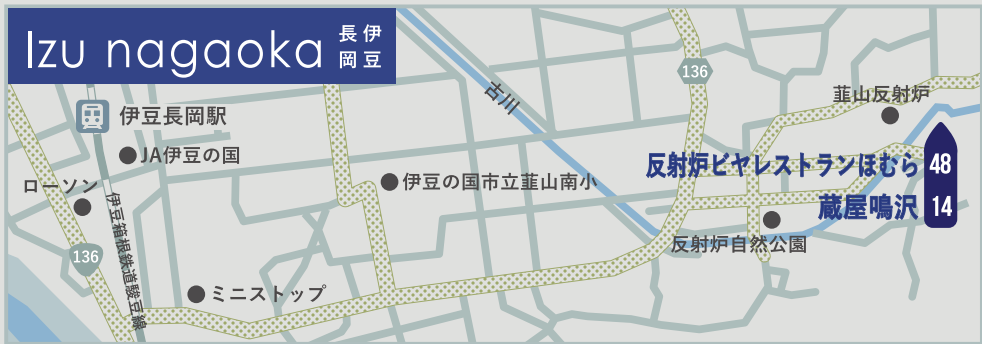 Izu nagaoka
伊豆
長岡
136
古川
韮山反射炉
伊豆長岡駅
JA伊豆の国
反射炉ビヤレストランほむら 48
ローソン
伊豆の国市立韮山南小
蔵屋鳴沢 14
伊豆箱根鉄道駿豆線
反射炉自然公園
136
ミニストップ